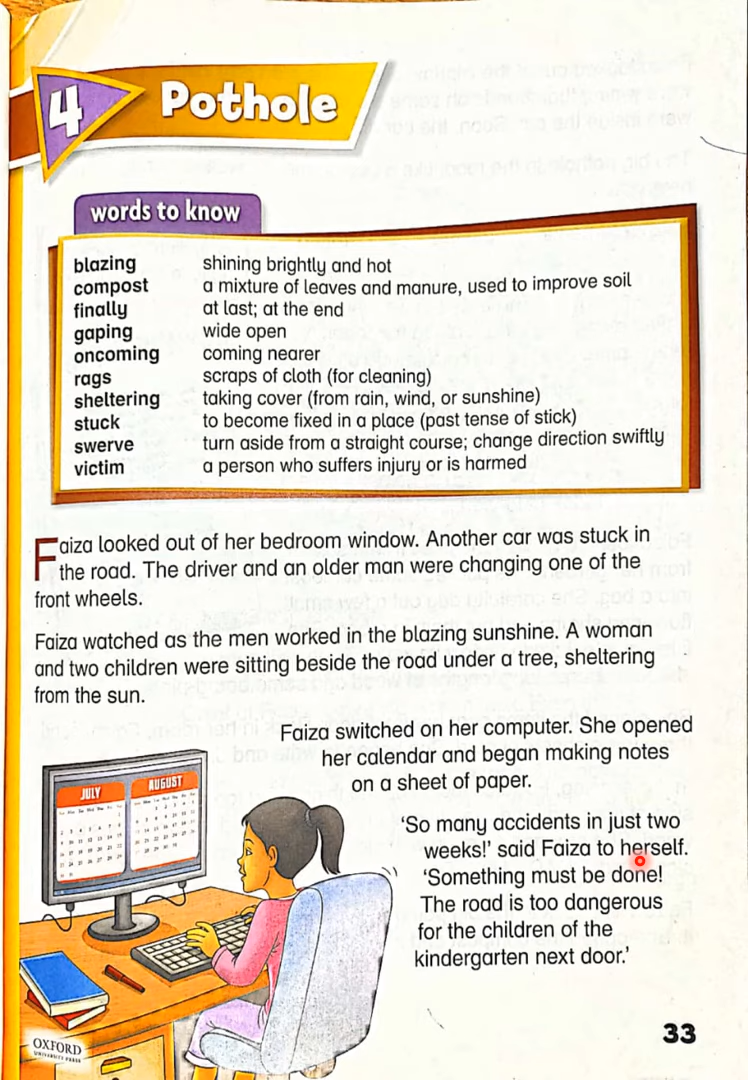 4 Pothole
words to know
blazing shining brightly and hot
compost a mixture of leaves and manure, used to improve soil
finally at last; at the end
gaping wide open
oncoming coming nearer
rags scraps of cloth (for cleaning)
sheltering taking cover (from rain, wind, or sunshine)
stuck to become fixed in a place (past tense of stick)
swerve turn aside from a straight course; change direction swiftly
victim a person who suffers injury or is harmed
Faiza looked out of her bedroom window. Another car was stuck in
the road. The driver and an older man were changing one of the
front wheels.
Faiza watched as the men worked in the blazing sunshine. A woman
and two children were sitting beside the road under a tree, sheltering
from the sun.
Faiza switched on her computer. She opened
her calendar and began making notes
on a sheet of paper.
JULY
AUGUST
‘So many accidents in just two
weeks!’ said Faiza to herself.
‘Something must be done!
The road is too dangerous
for the children of the
kindergarten next door.’
OXFORD
UNIVERSITY PRESS
33